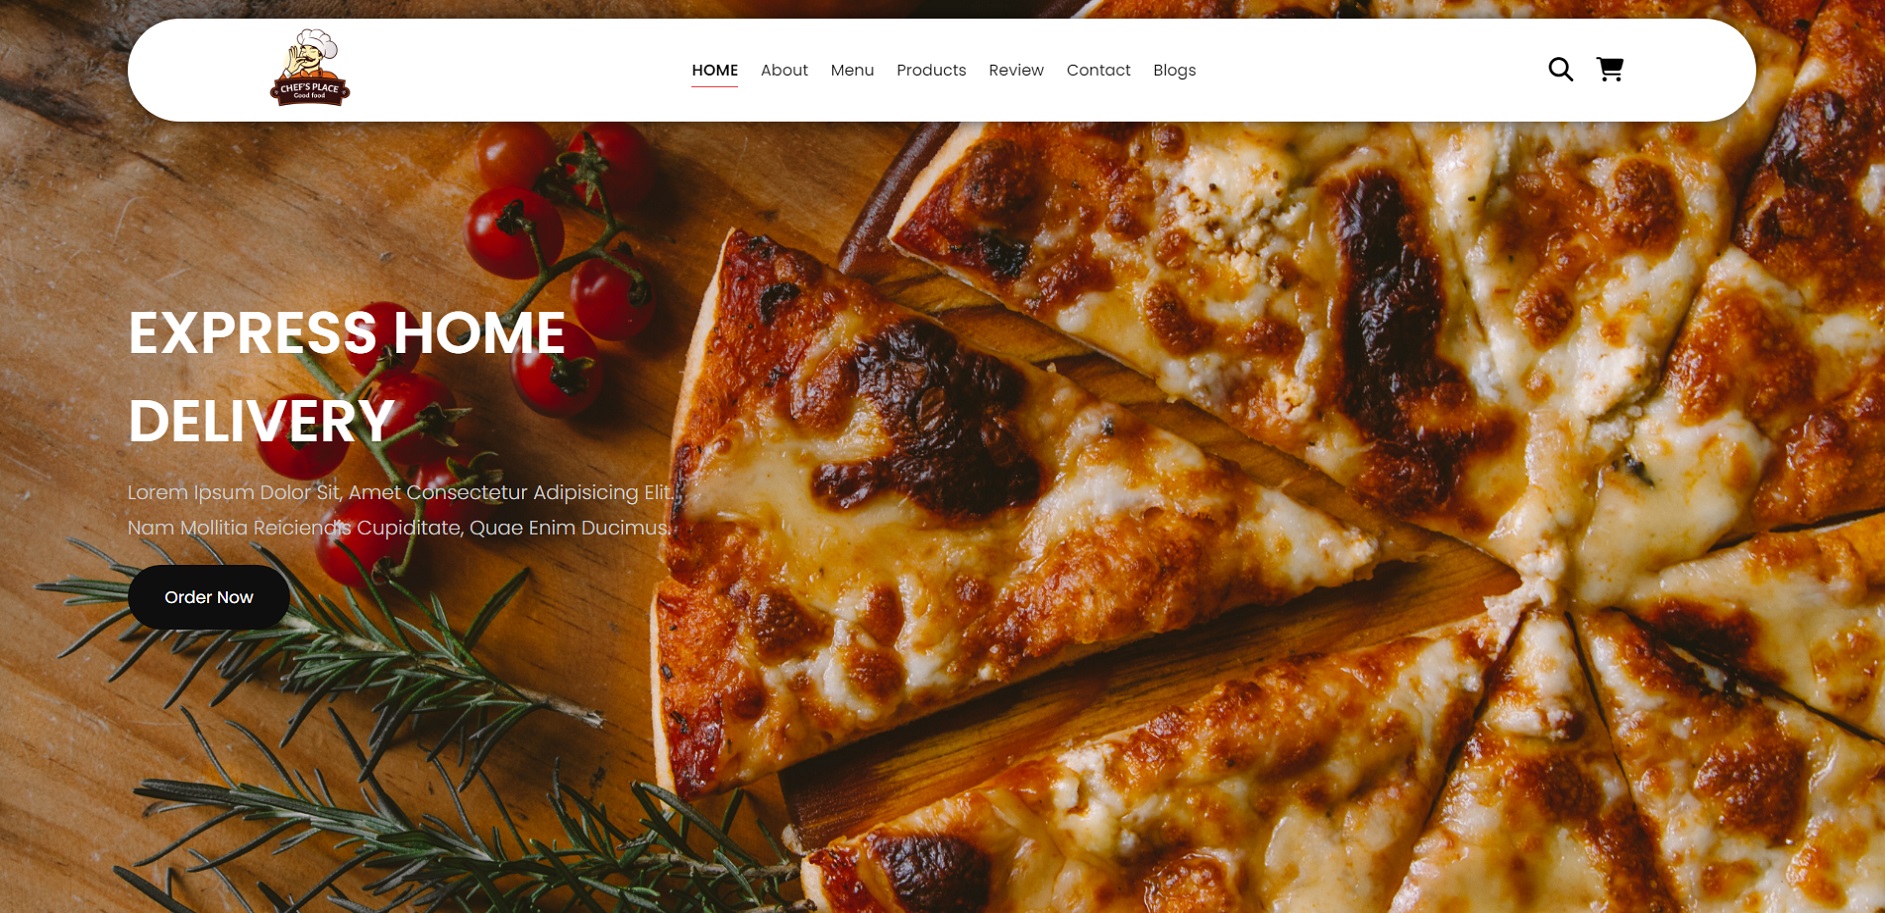 CHEF'S PLACE
Good food
HOME About Menu Products Review Contact Blogs
EXPRESS HOME
DELIVERY
Lorem Ipsum Dolor Sit, Amet Consectetur Adipisicing Elit.
Nam Mollitia Reiciendis Cupiditate, Quae Enim Ducimus.
Order Now